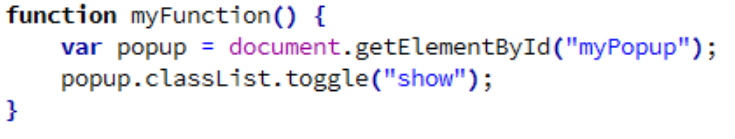 function myFunction() {
    var popup = document.getElementById("myPopup");
    popup.classList.toggle("show");
}